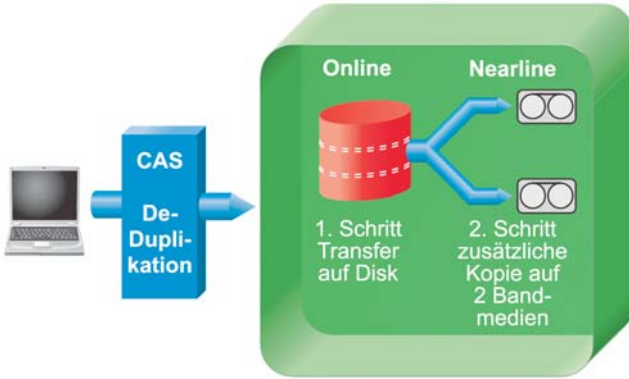 Online
Nearline
CAS
De-
Dupli-
kation
1. Schritt
Transfer
auf Disk
2. Schritt
zusätzliche
Kopie auf
2 Band-
medien